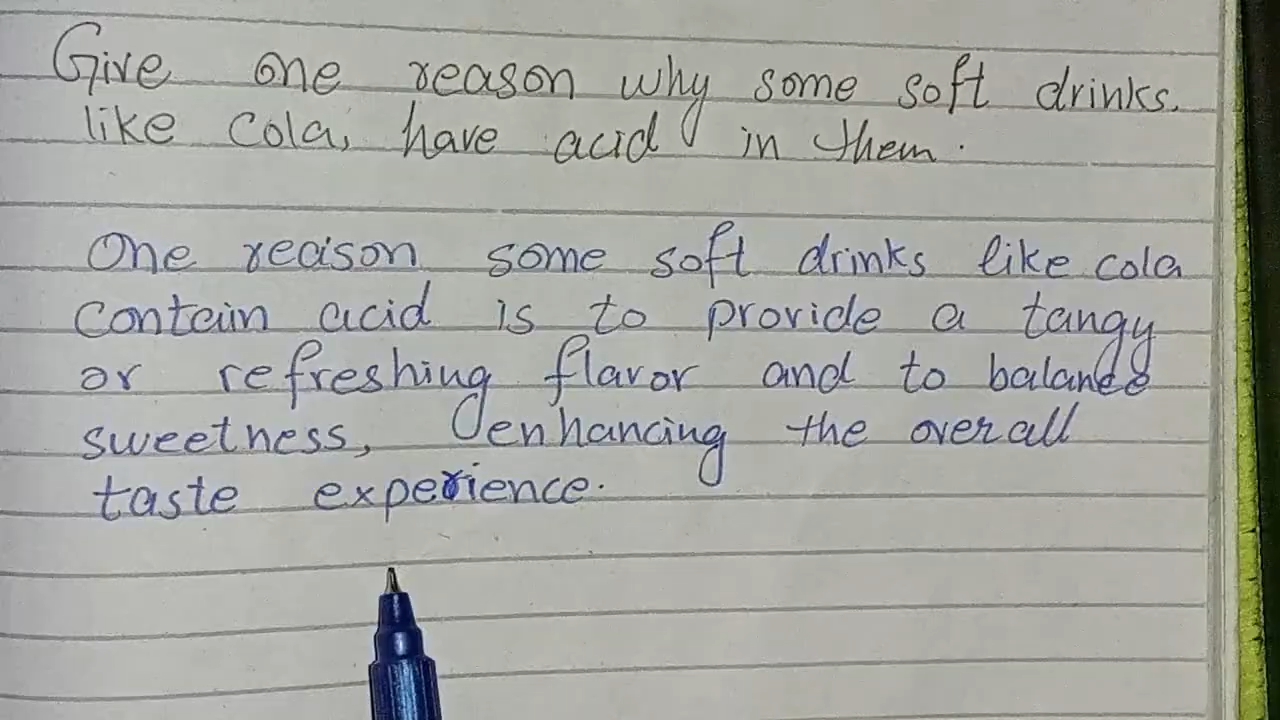 Give one reason why some soft drinks.
like cola, have acid in them.
One reason some soft drinks like cola
contain acid is to provide a tangy
or refreshing flavor and to balance
sweetness, enhancing the overall
taste experience.